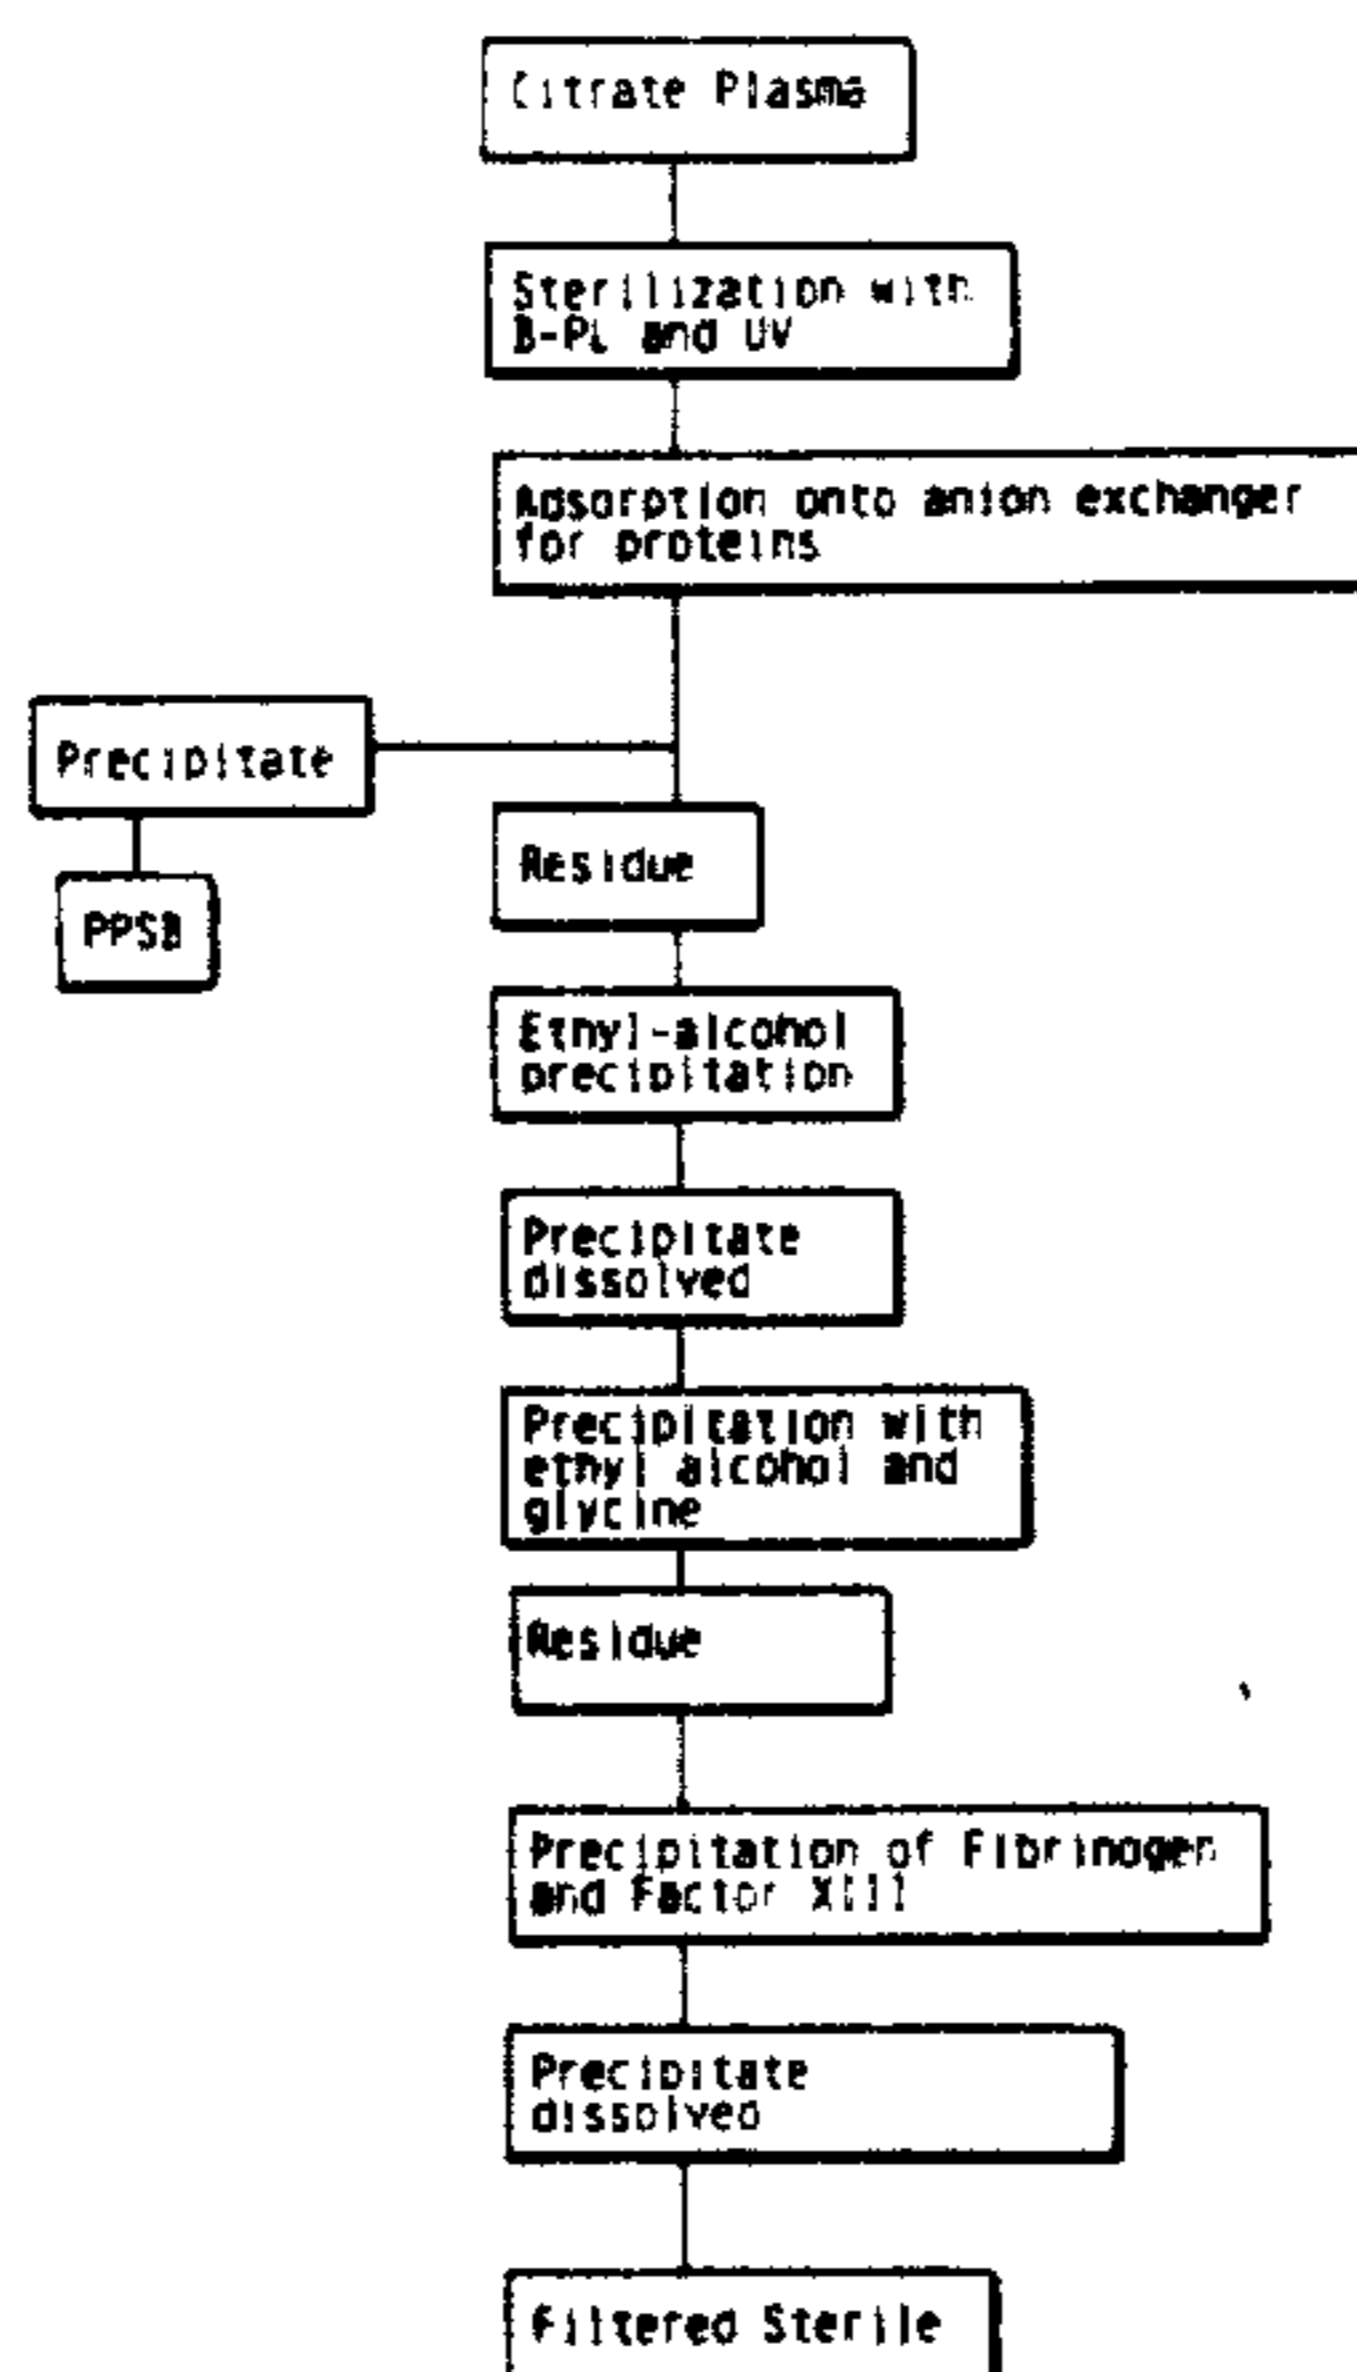 Citrate Plasma
Sterilization with
B-PL and UV
Adsorption onto anion exchanger
for proteins
Precipitate
PPSB
Residue
Ethyl-alcohol
precipitation
Precipitate
dissolved
Precipitation with
ethyl alcohol and
glycine
Residue
Precipitation of Fibrinogen
and Factor XIII
Precipitate
dissolved
Filtered Sterile